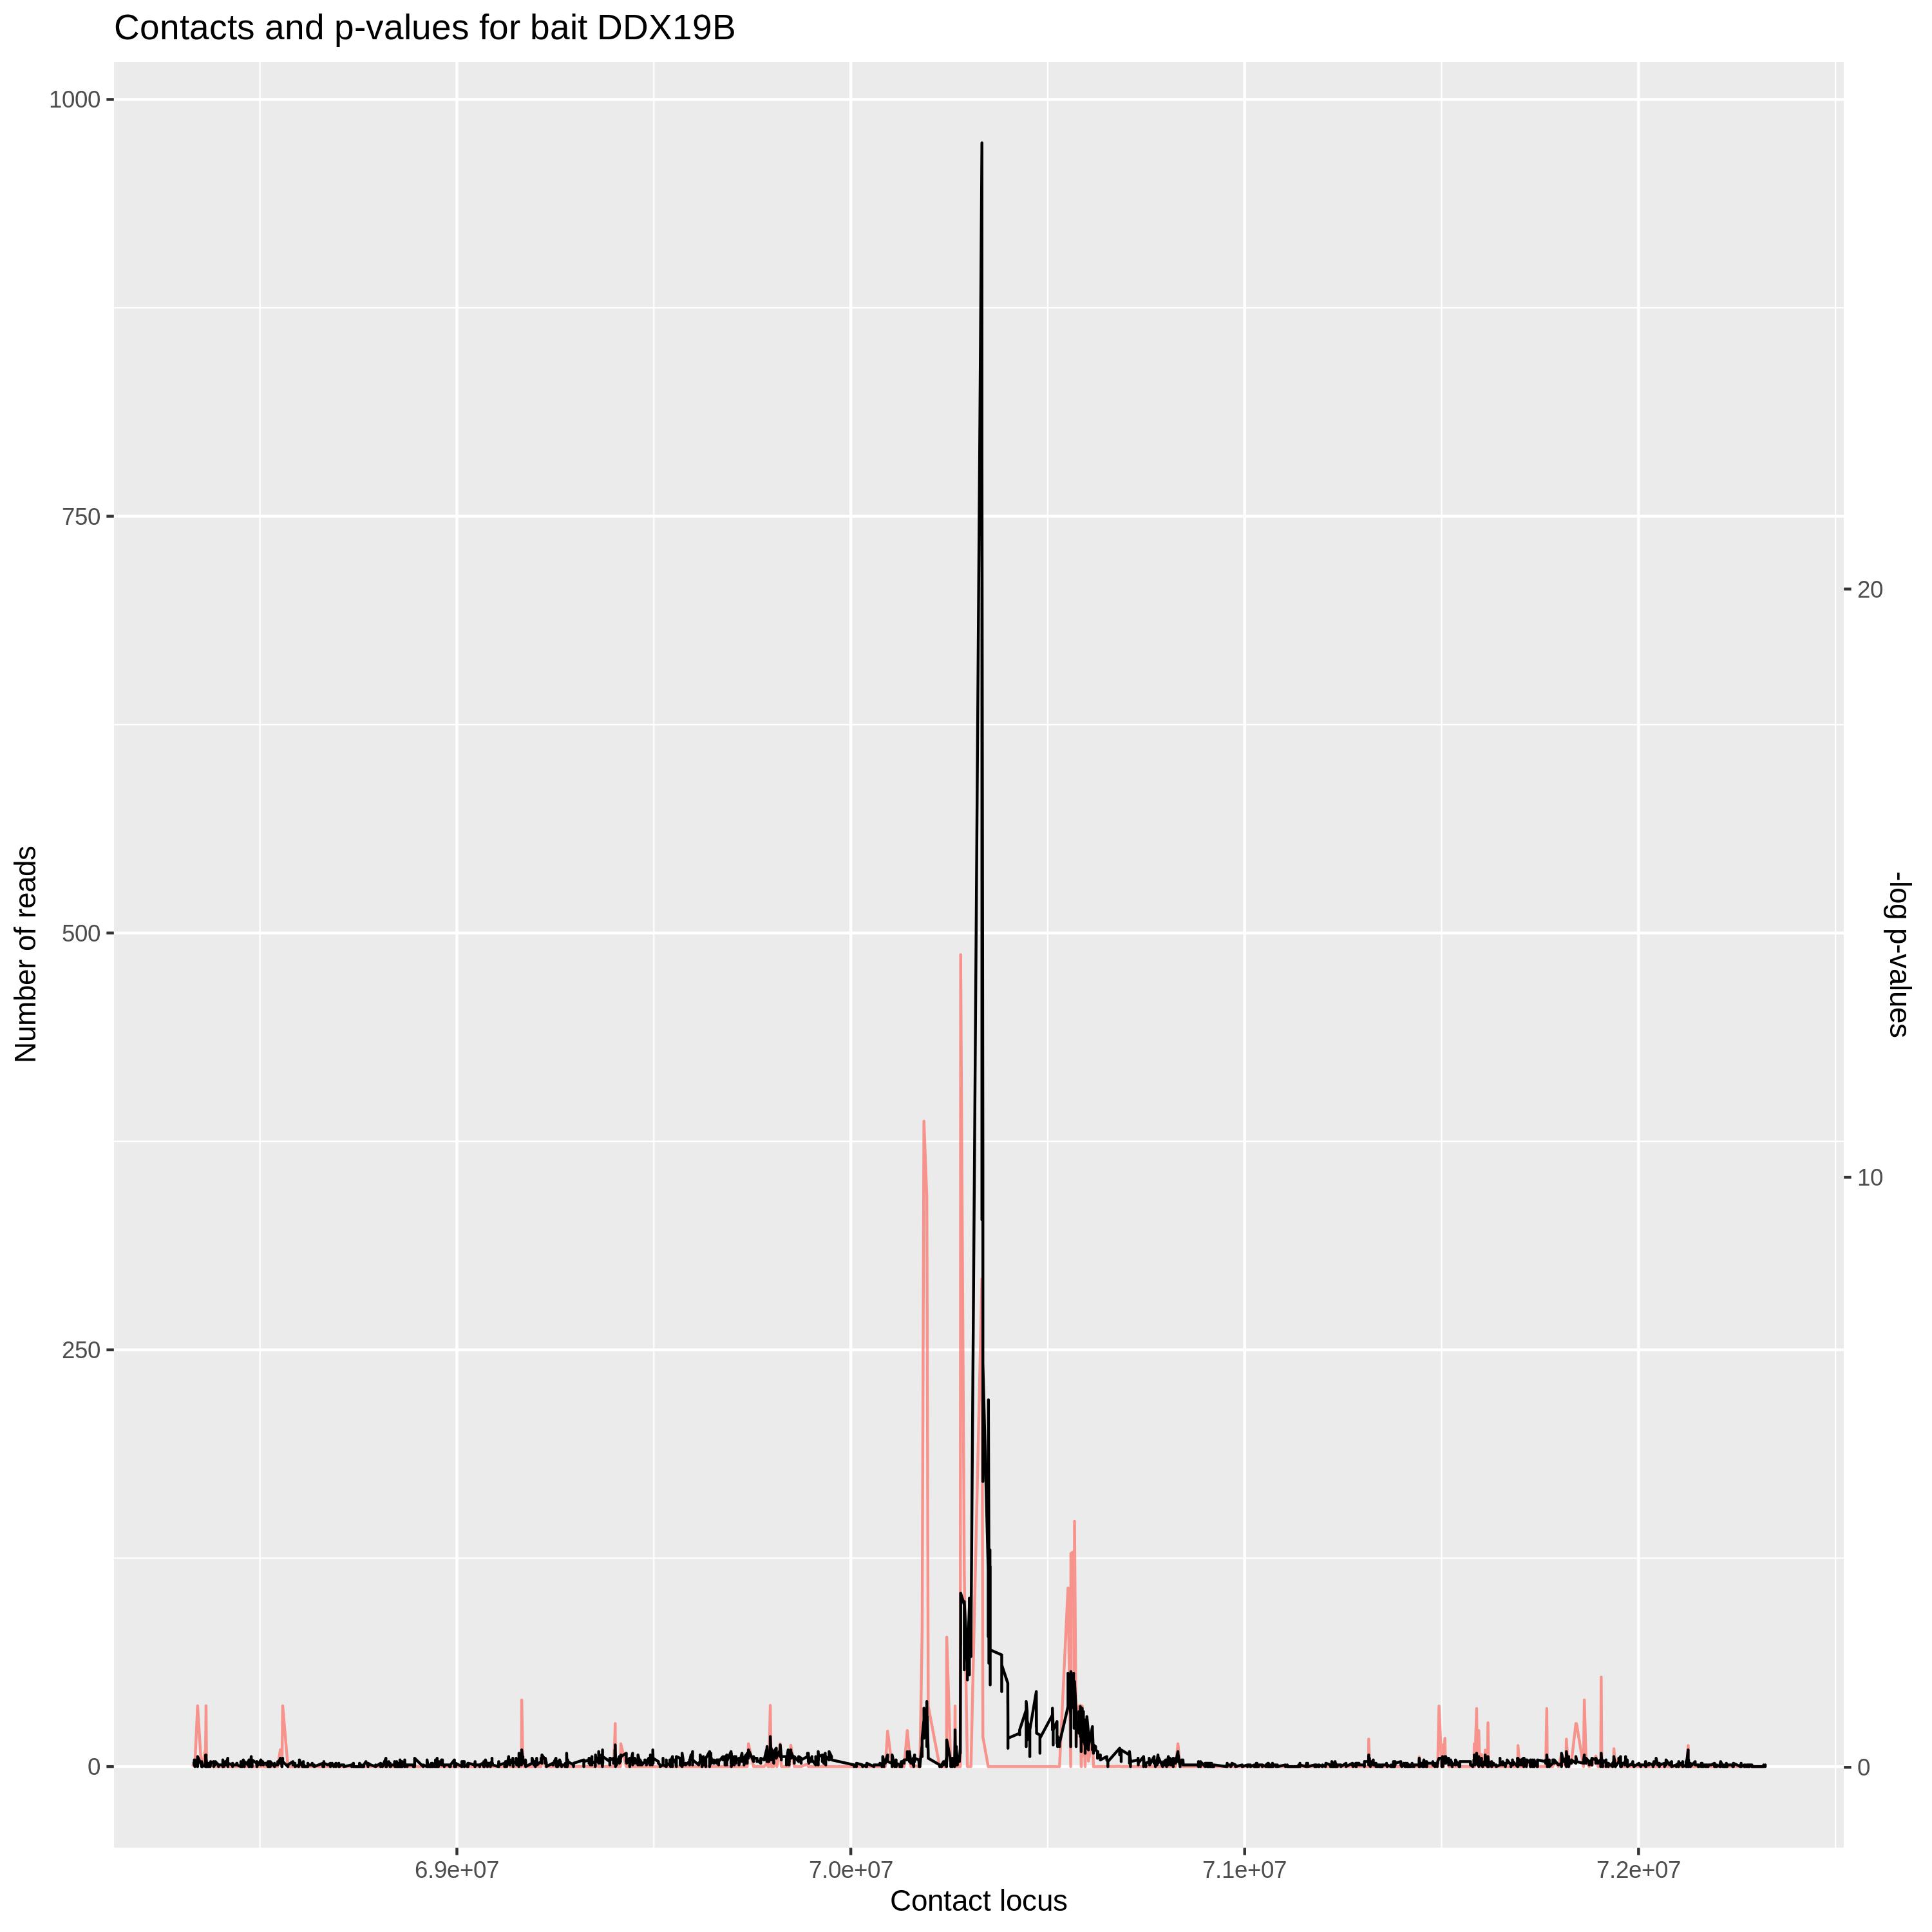 Contacts and p-values for bait DDX19B
1000
750
500
250
0
Number of reads
20
10
0
-log p-values
6.9e+07
7.0e+07
7.1e+07
7.2e+07
Contact locus